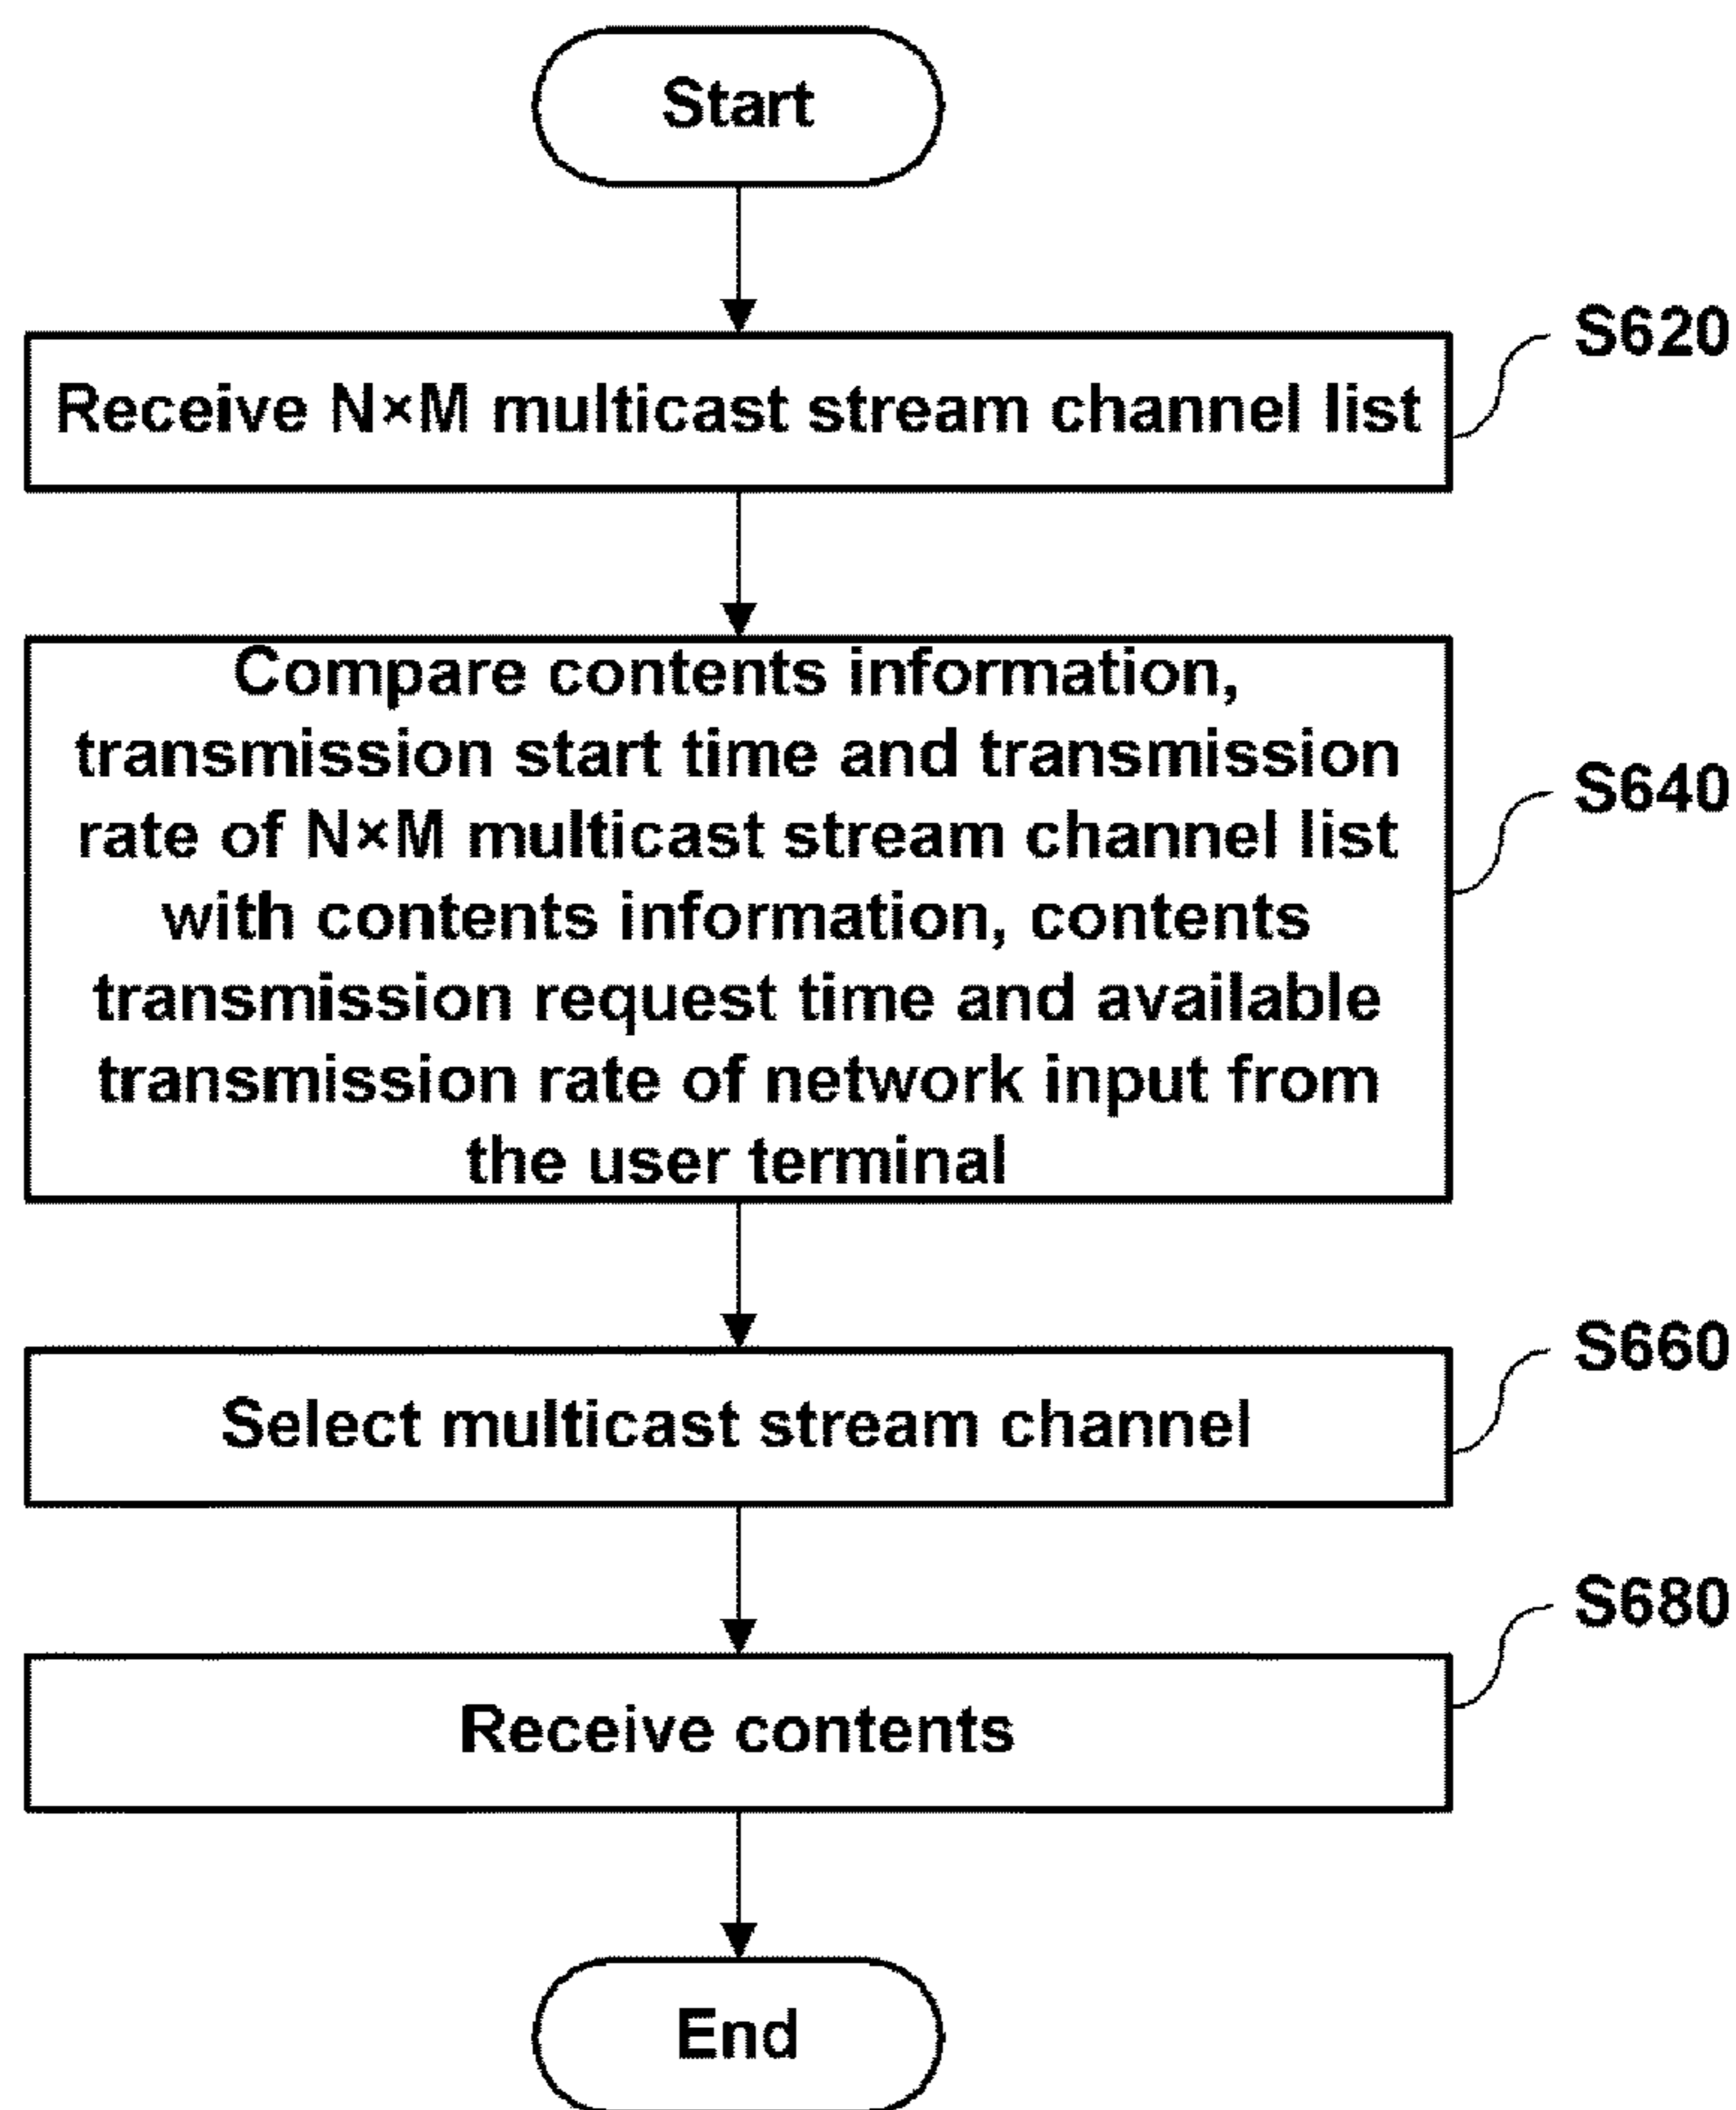 Start
S620
Receive N×M multicast stream channel list
Compare contents information,
transmission start time and transmission
S640
rate of N×M multicast stream channel list
with contents information, contents
transmission request time and available
transmission rate of network input from
the user terminal
S660
Select multicast stream channel
S680
Receive contents
End